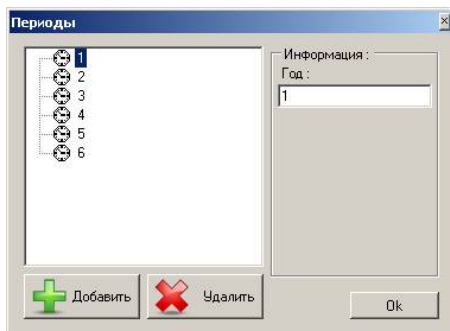 Периоды
1
2
3
4
5
6
Информация :
Год :
1
Добавить
Удалить
Ok